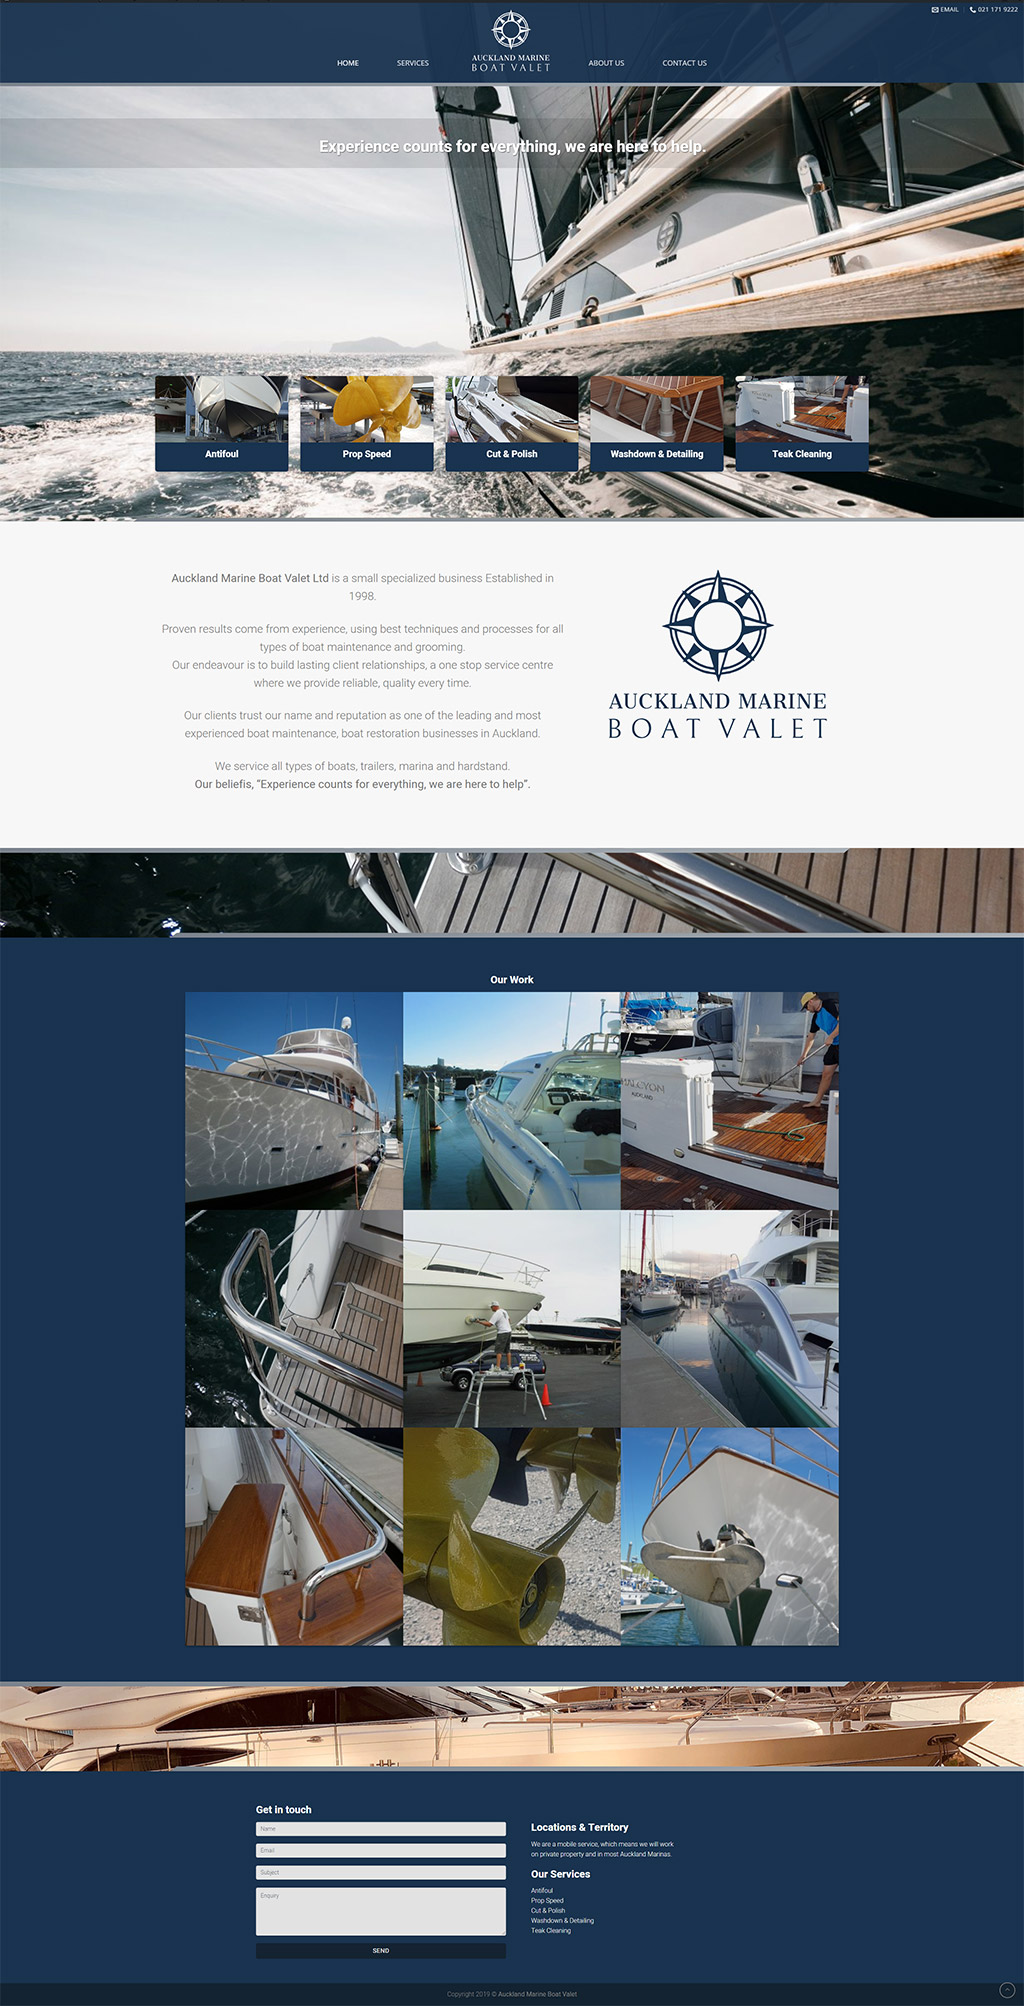 EMAIL 021 171 9222
AUCKLAND MARINE
BOAT VALET
HOME SERVICES ABOUT US CONTACT US
Experience counts for everything, we are here to help.
Antifoul
Prop Speed
Cut & Polish
Washdown & Detailing
Teak Cleaning
Auckland Marine Boat Valet Ltd is a small specialized business Established in
1998.
Proven results come from experience, using best techniques and processes for all
types of boat maintenance and grooming.
Our endeavour is to build lasting client relationships, a one stop service centre
where we provide reliable, quality every time.
Our clients trust our name and reputation as one of the leading and most
experienced boat maintenance, boat restoration businesses in Auckland.
We service all types of boats, trailers, marina and hardstand.
Our beliefis, “Experience counts for everything, we are here to help”.
AUCKLAND MARINE
BOAT VALET
Our Work
HALCYON
AUCKLAND
Get in touch
Name
Email
Subject
Enquiry
SEND
Locations & Territory
We are a mobile service, which means we will work
on private property and in most Auckland Marinas.
Our Services
Antifoul
Prop Speed
Cut & Polish
Washdown & Detailing
Teak Cleaning
Copyright 2019 © Auckland Marine Boat Valet